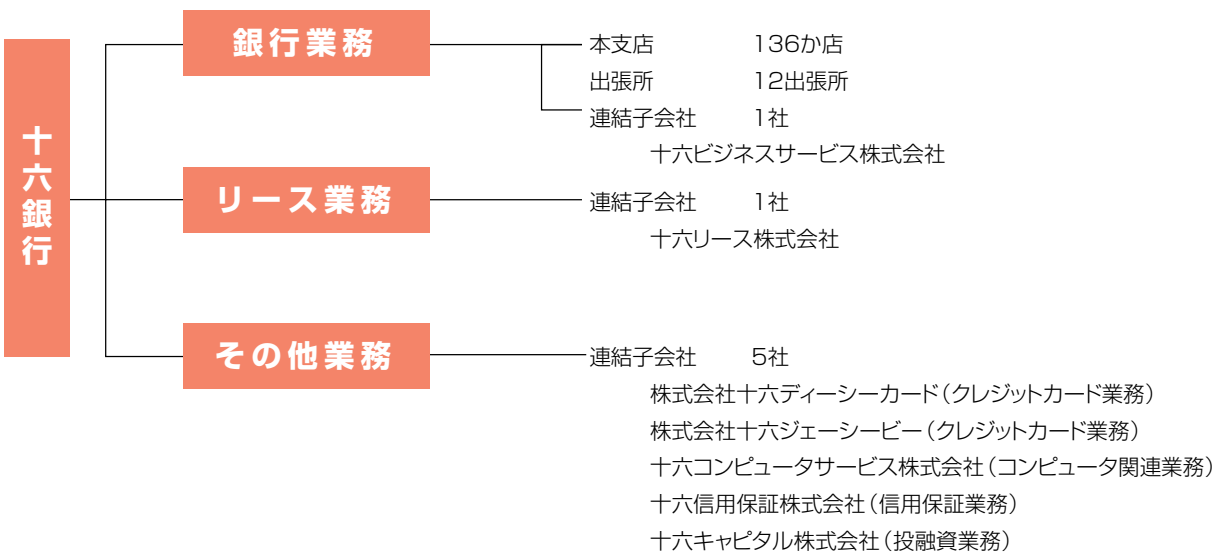 十六銀行
銀行業務
本支店 136か店
出張所 12出張所
連結子会社 1社
十六ビジネスサービス株式会社
リース業務
連結子会社 1社
十六リース株式会社
その他業務
連結子会社 5社
株式会社十六ディーシーカード（クレジットカード業務）
株式会社十六ジェーシービー（クレジットカード業務）
十六コンピュータサービス株式会社（コンピュータ関連業務）
十六信用保証株式会社（信用保証業務）
十六キャピタル株式会社（投融資業務）